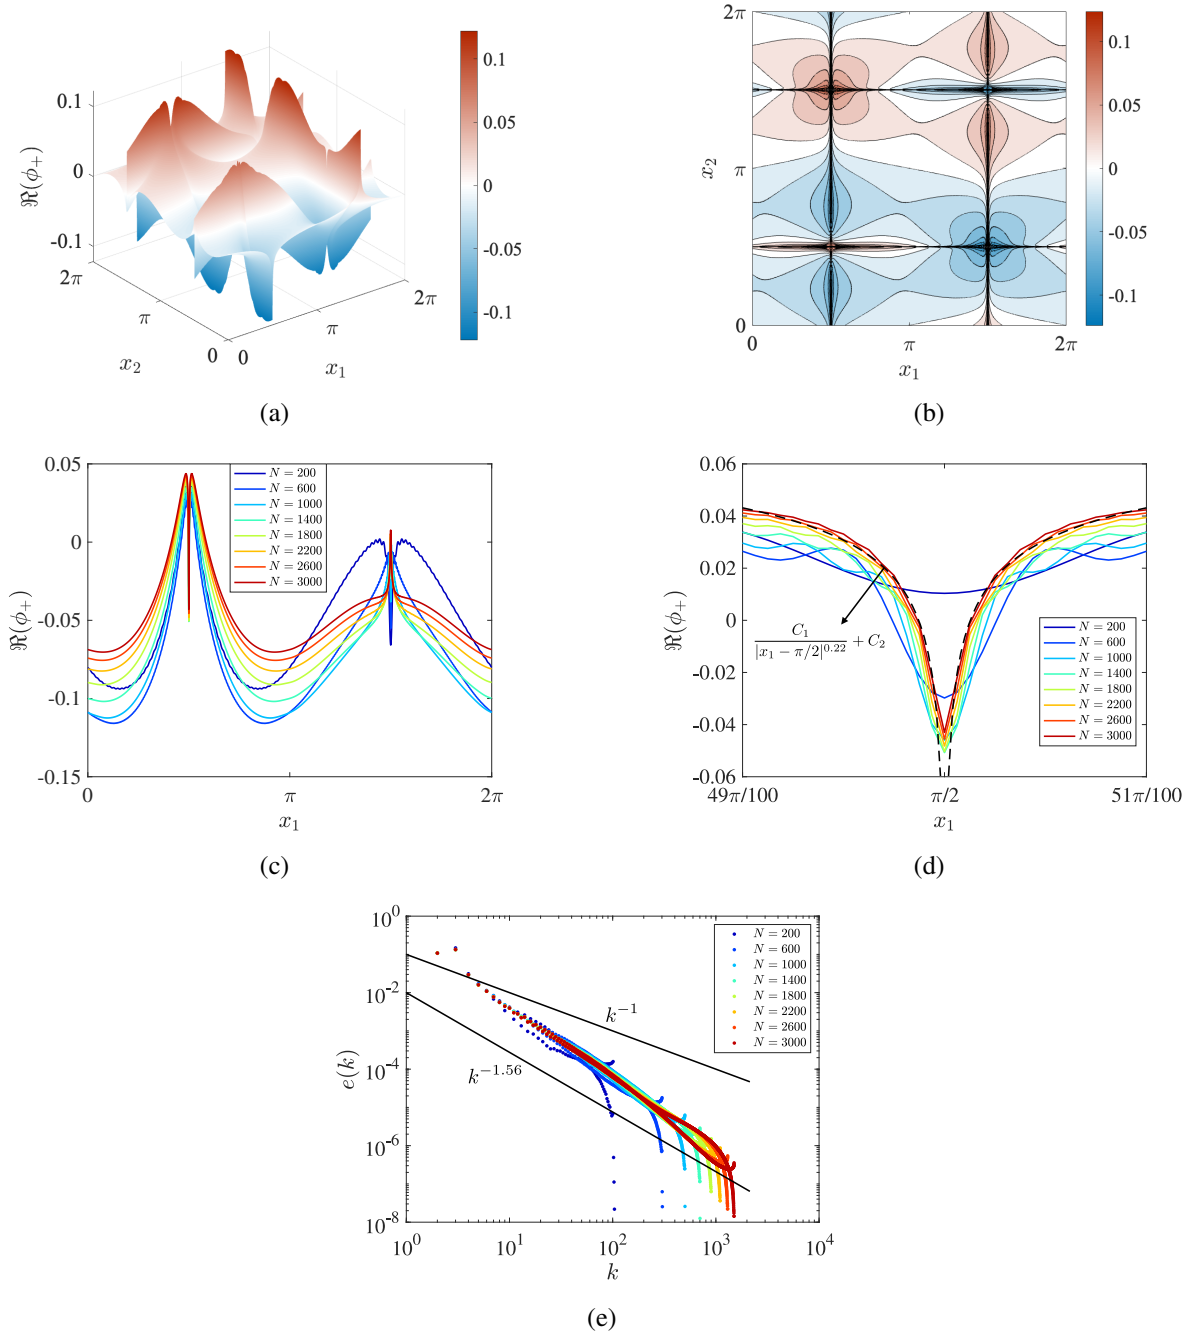 0.1
0
-0.1
ℜ(ϕ₊)
2π
π
0
x₂
0
π
2π
x₁
0.1
0.05
0
-0.05
-0.1
(a)
2π
π
0
x₂
0
π
2π
x₁
0.1
0.05
0
-0.05
-0.1
(b)
0.05
0
-0.05
-0.1
-0.15
ℜ(ϕ₊)
N = 200
N = 600
N = 1000
N = 1400
N = 1800
N = 2200
N = 2600
N = 3000
0
π
2π
x₁
(c)
0.06
0.04
0.02
0
-0.02
-0.04
-0.06
ℜ(ϕ₊)
C₁
|x₁ − π/2|^0.22 + C₂
N = 200
N = 600
N = 1000
N = 1400
N = 1800
N = 2200
N = 2600
N = 3000
49π/100
π/2
51π/100
x₁
(d)
10^0
10^-2
10^-4
10^-6
10^-8
e(k)
k^−1
k^−1.56
N = 200
N = 600
N = 1000
N = 1400
N = 1800
N = 2200
N = 2600
N = 3000
10^0
10^1
10^2
10^3
10^4
k
(e)